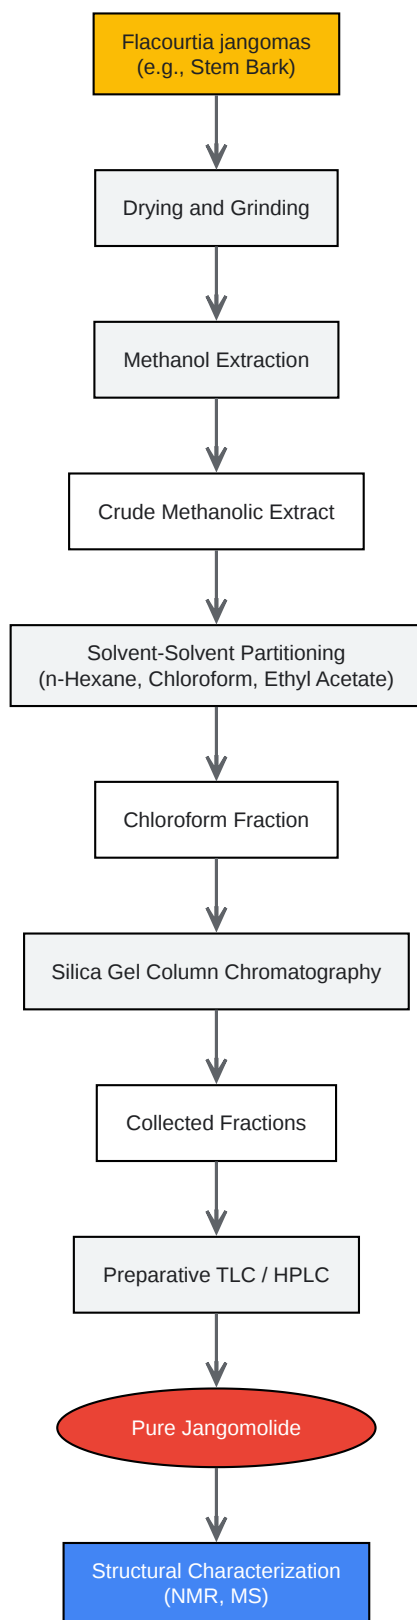 Flacourtia jangomas
(e.g., Stem Bark)
Drying and Grinding
Methanol Extraction
Crude Methanolic Extract
Solvent-Solvent Partitioning
(n-Hexane, Chloroform, Ethyl Acetate)
Chloroform Fraction
Silica Gel Column Chromatography
Collected Fractions
Preparative TLC / HPLC
Pure Jangomolide
Structural Characterization
(NMR, MS)